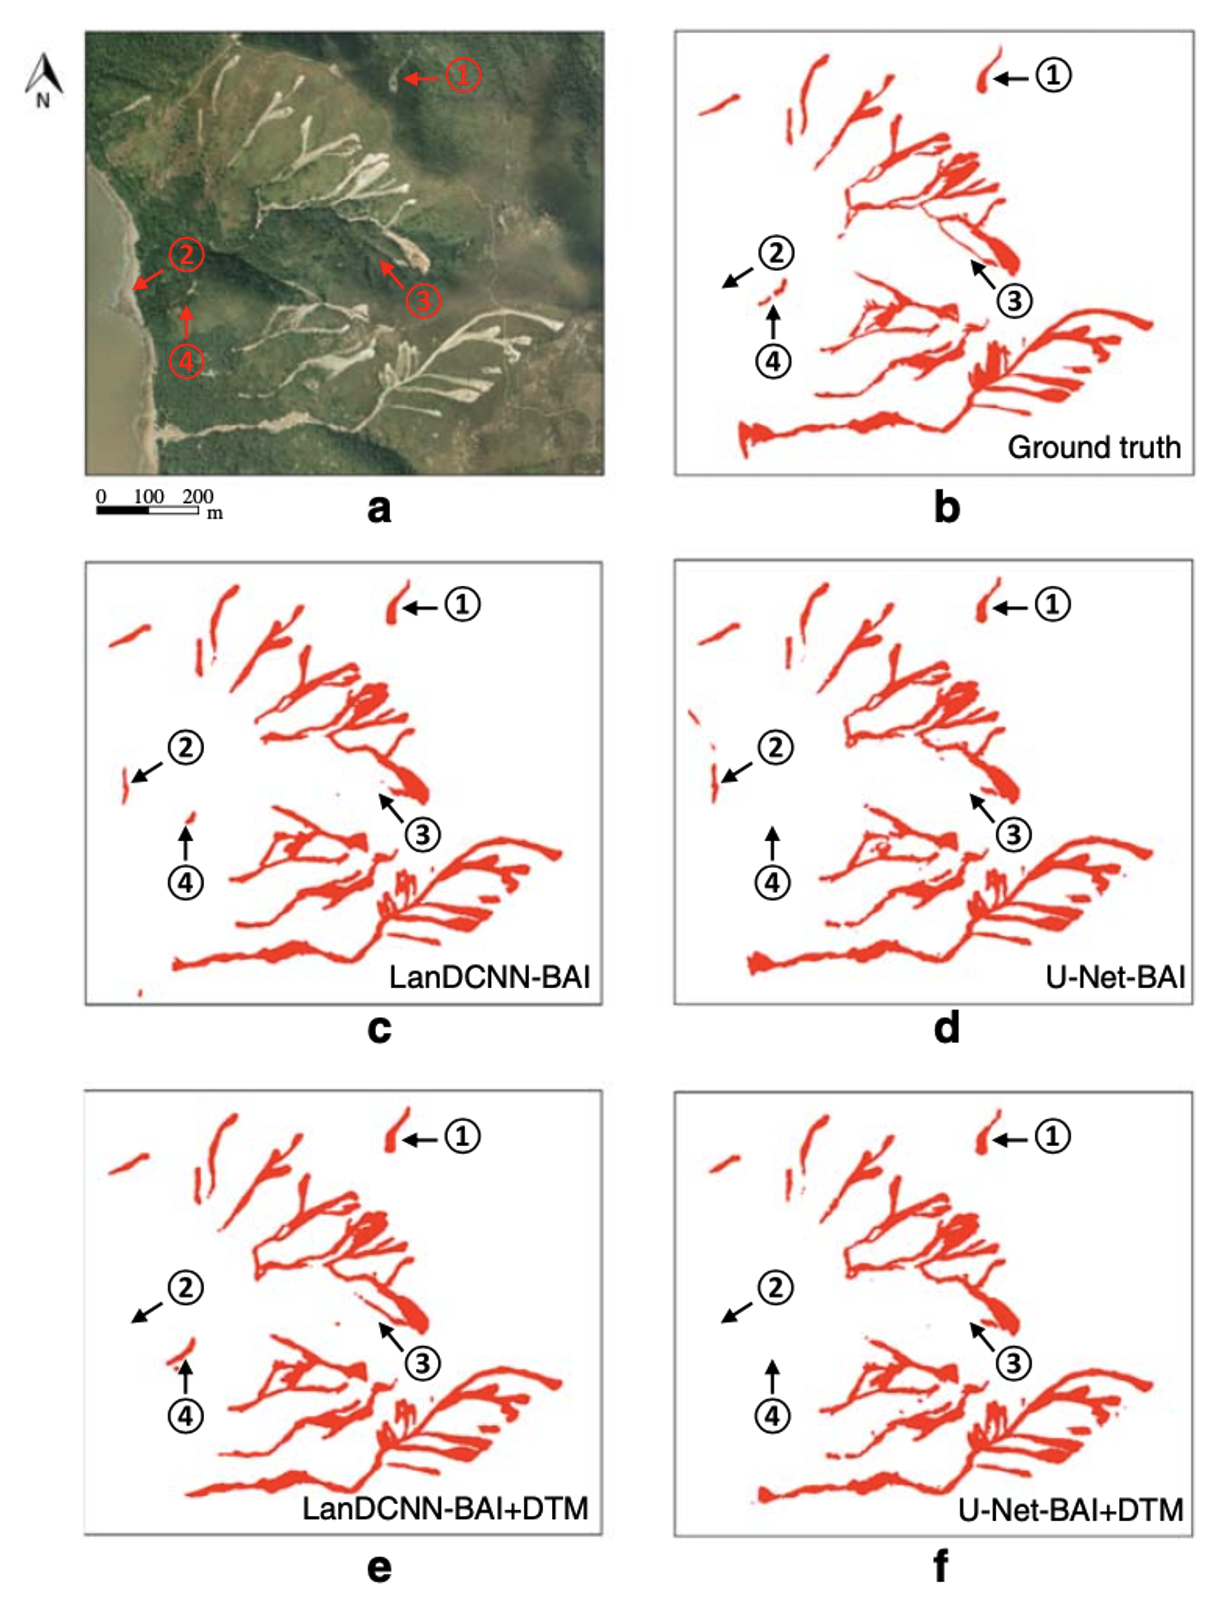 N
①
②
③
④
0 100 200
m
a
①
②
③
④
Ground truth
b
①
②
③
④
LanDCNN-BAI
c
①
②
③
④
U-Net-BAI
d
①
②
③
④
LanDCNN-BAI+DTM
e
①
②
③
④
U-Net-BAI+DTM
f